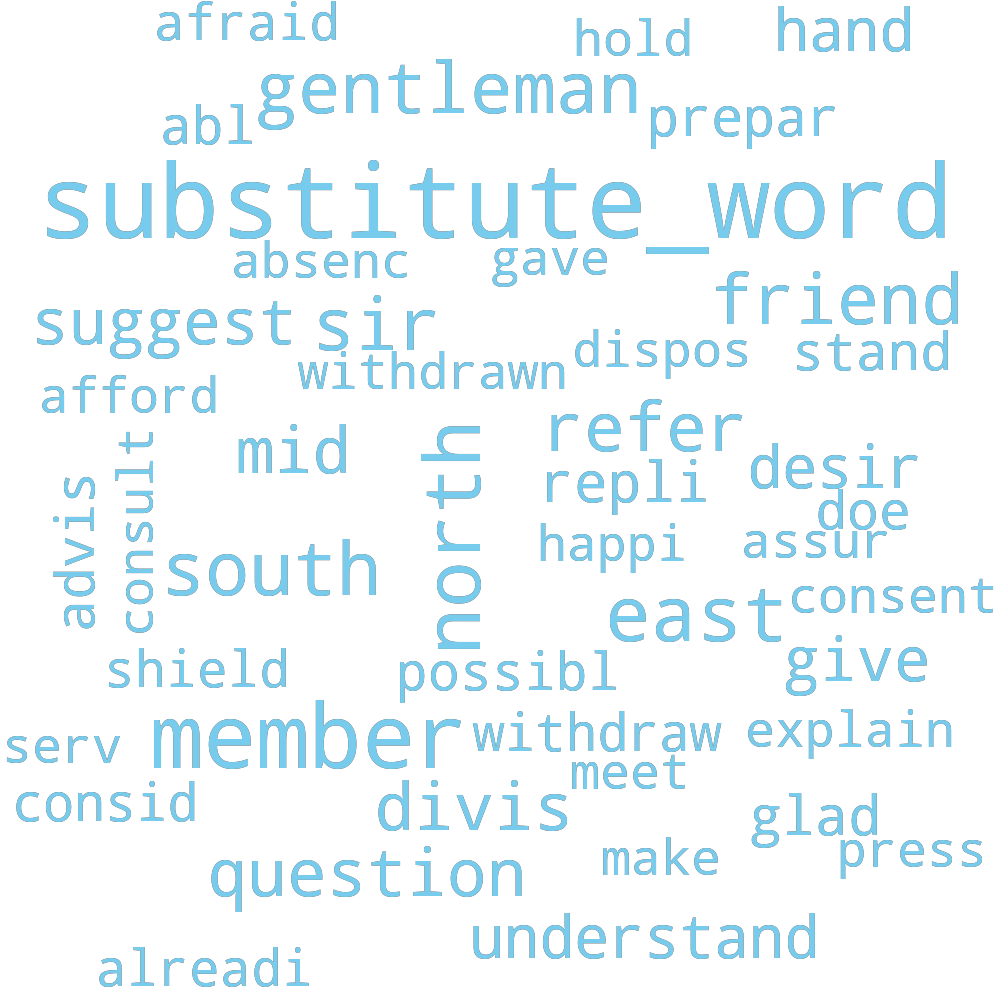 afraid
hold
hand
gentleman
abl
prepar
substitute_word
absenc
gave
friend
suggest
sir
withdrawn
dispos
stand
afford
mid
north
refer
desir
repli
doe
advis
consult
south
happi
assur
east
consent
shield
possibl
give
serv
member
withdraw
explain
meet
consid
divis
glad
press
question
make
understand
alreadi